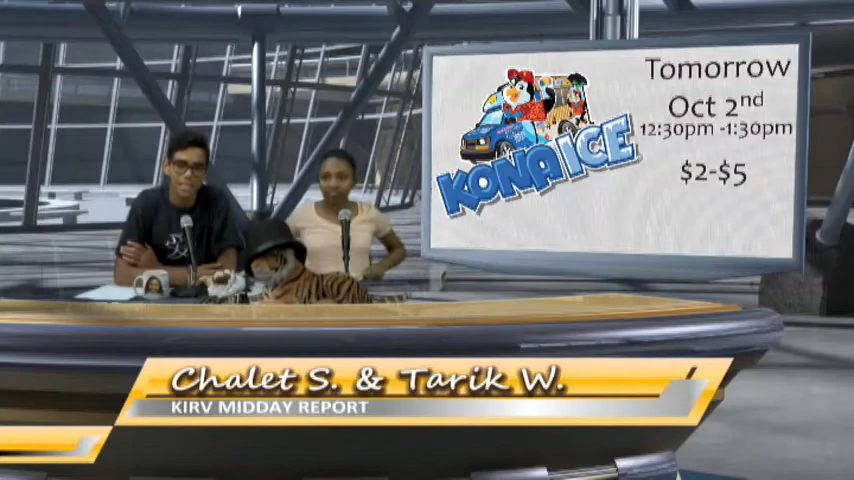 Tomorrow
Oct 2nd
12:30pm -1:30pm
$2-$5
KONA ICE
Chalet S. & Tarik W.
KIRV MIDDAY REPORT